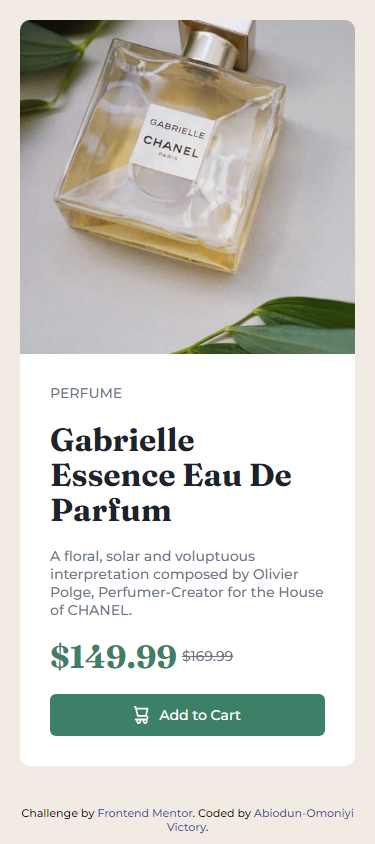 GABRIELLE
CHANEL
PARIS
PERFUME
Gabrielle
Essence Eau De
Parfum
A floral, solar and voluptuous
interpretation composed by Olivier
Polge, Perfumer-Creator for the House
of CHANEL.
$149.99 $169.99
Add to Cart
Challenge by Frontend Mentor. Coded by Abiodun-Omoniyi
Victory.